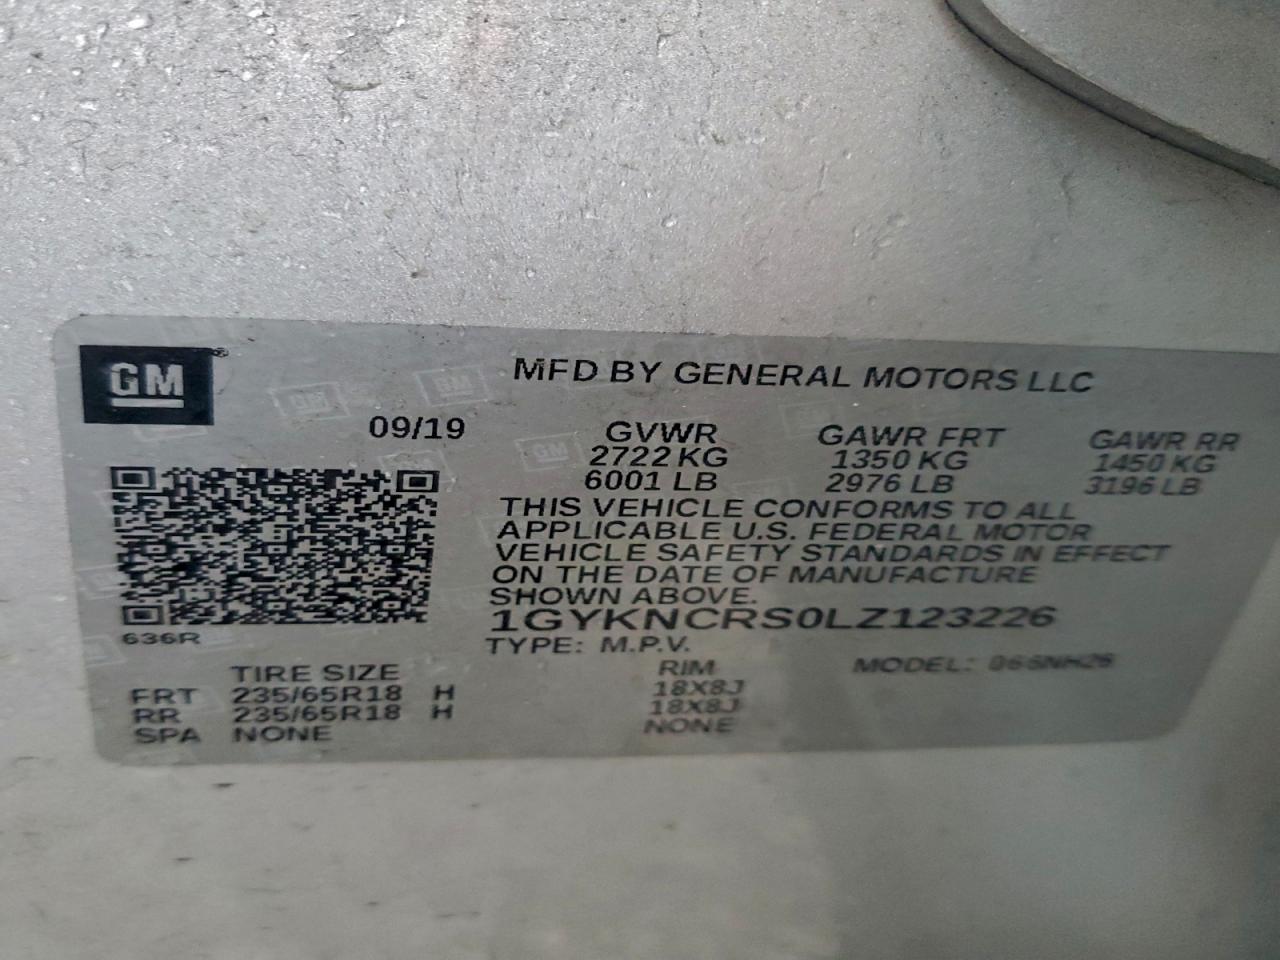 GM
MFD BY GENERAL MOTORS LLC
09/19
GVWR GAWR FRT GAWR RR
2722 KG 1350 KG 1450 KG
6001 LB 2976 LB 3196 LB
THIS VEHICLE CONFORMS TO ALL
APPLICABLE U.S. FEDERAL MOTOR
VEHICLE SAFETY STANDARDS IN EFFECT
ON THE DATE OF MANUFACTURE
SHOWN ABOVE.
1GYKNCRS0LZ123226
636R
TYPE: M.P.V. MODEL:
TIRE SIZE RIM
FRT 235/65R18 H 18X8J
RR 235/65R18 H 18X8J
SPA NONE NONE